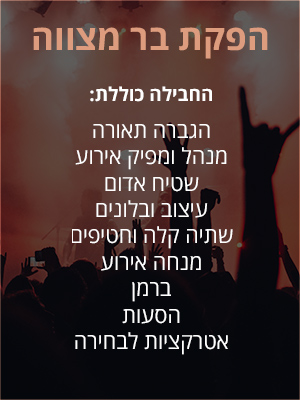 הפקת בר מצווה
החבילה כוללת:
הגברה תאורה
מנהל ומפיק אירוע
שטיח אדום
עיצוב ובלונים
שתיה קלה וחטיפים
מנחה אירוע
ברמן
הסעות
אטרקציות לבחירה